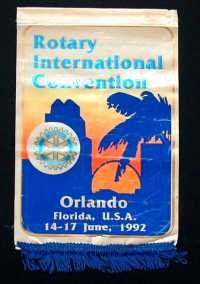 Rotary
International
Convention
Orlando
Florida, U.S.A.
14-17 June, 1992